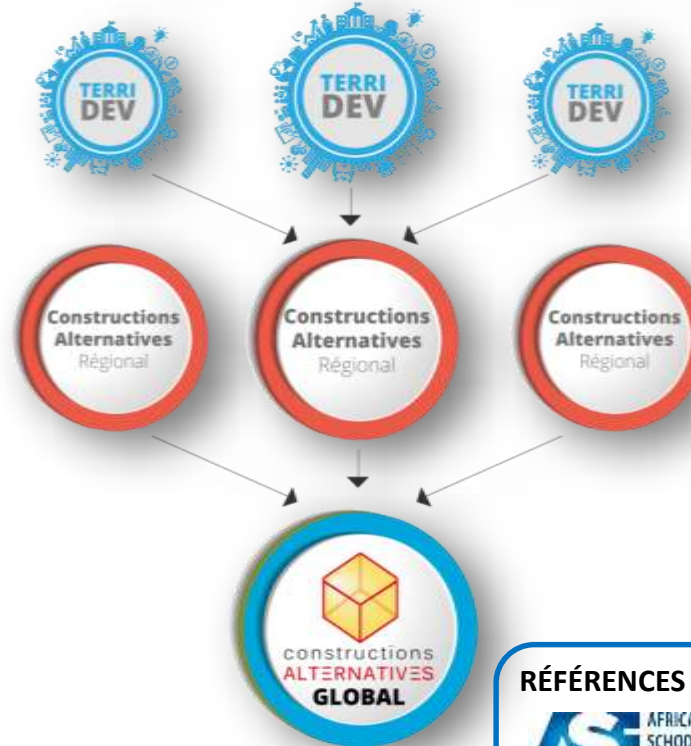 TERRI
DEV
TERRI
DEV
TERRI
DEV
Constructions
Alternatives
Régional
Constructions
Alternatives
Régional
Constructions
Alternatives
Régional
constructions
ALTERNATIVES
GLOBAL
RÉFÉRENCES